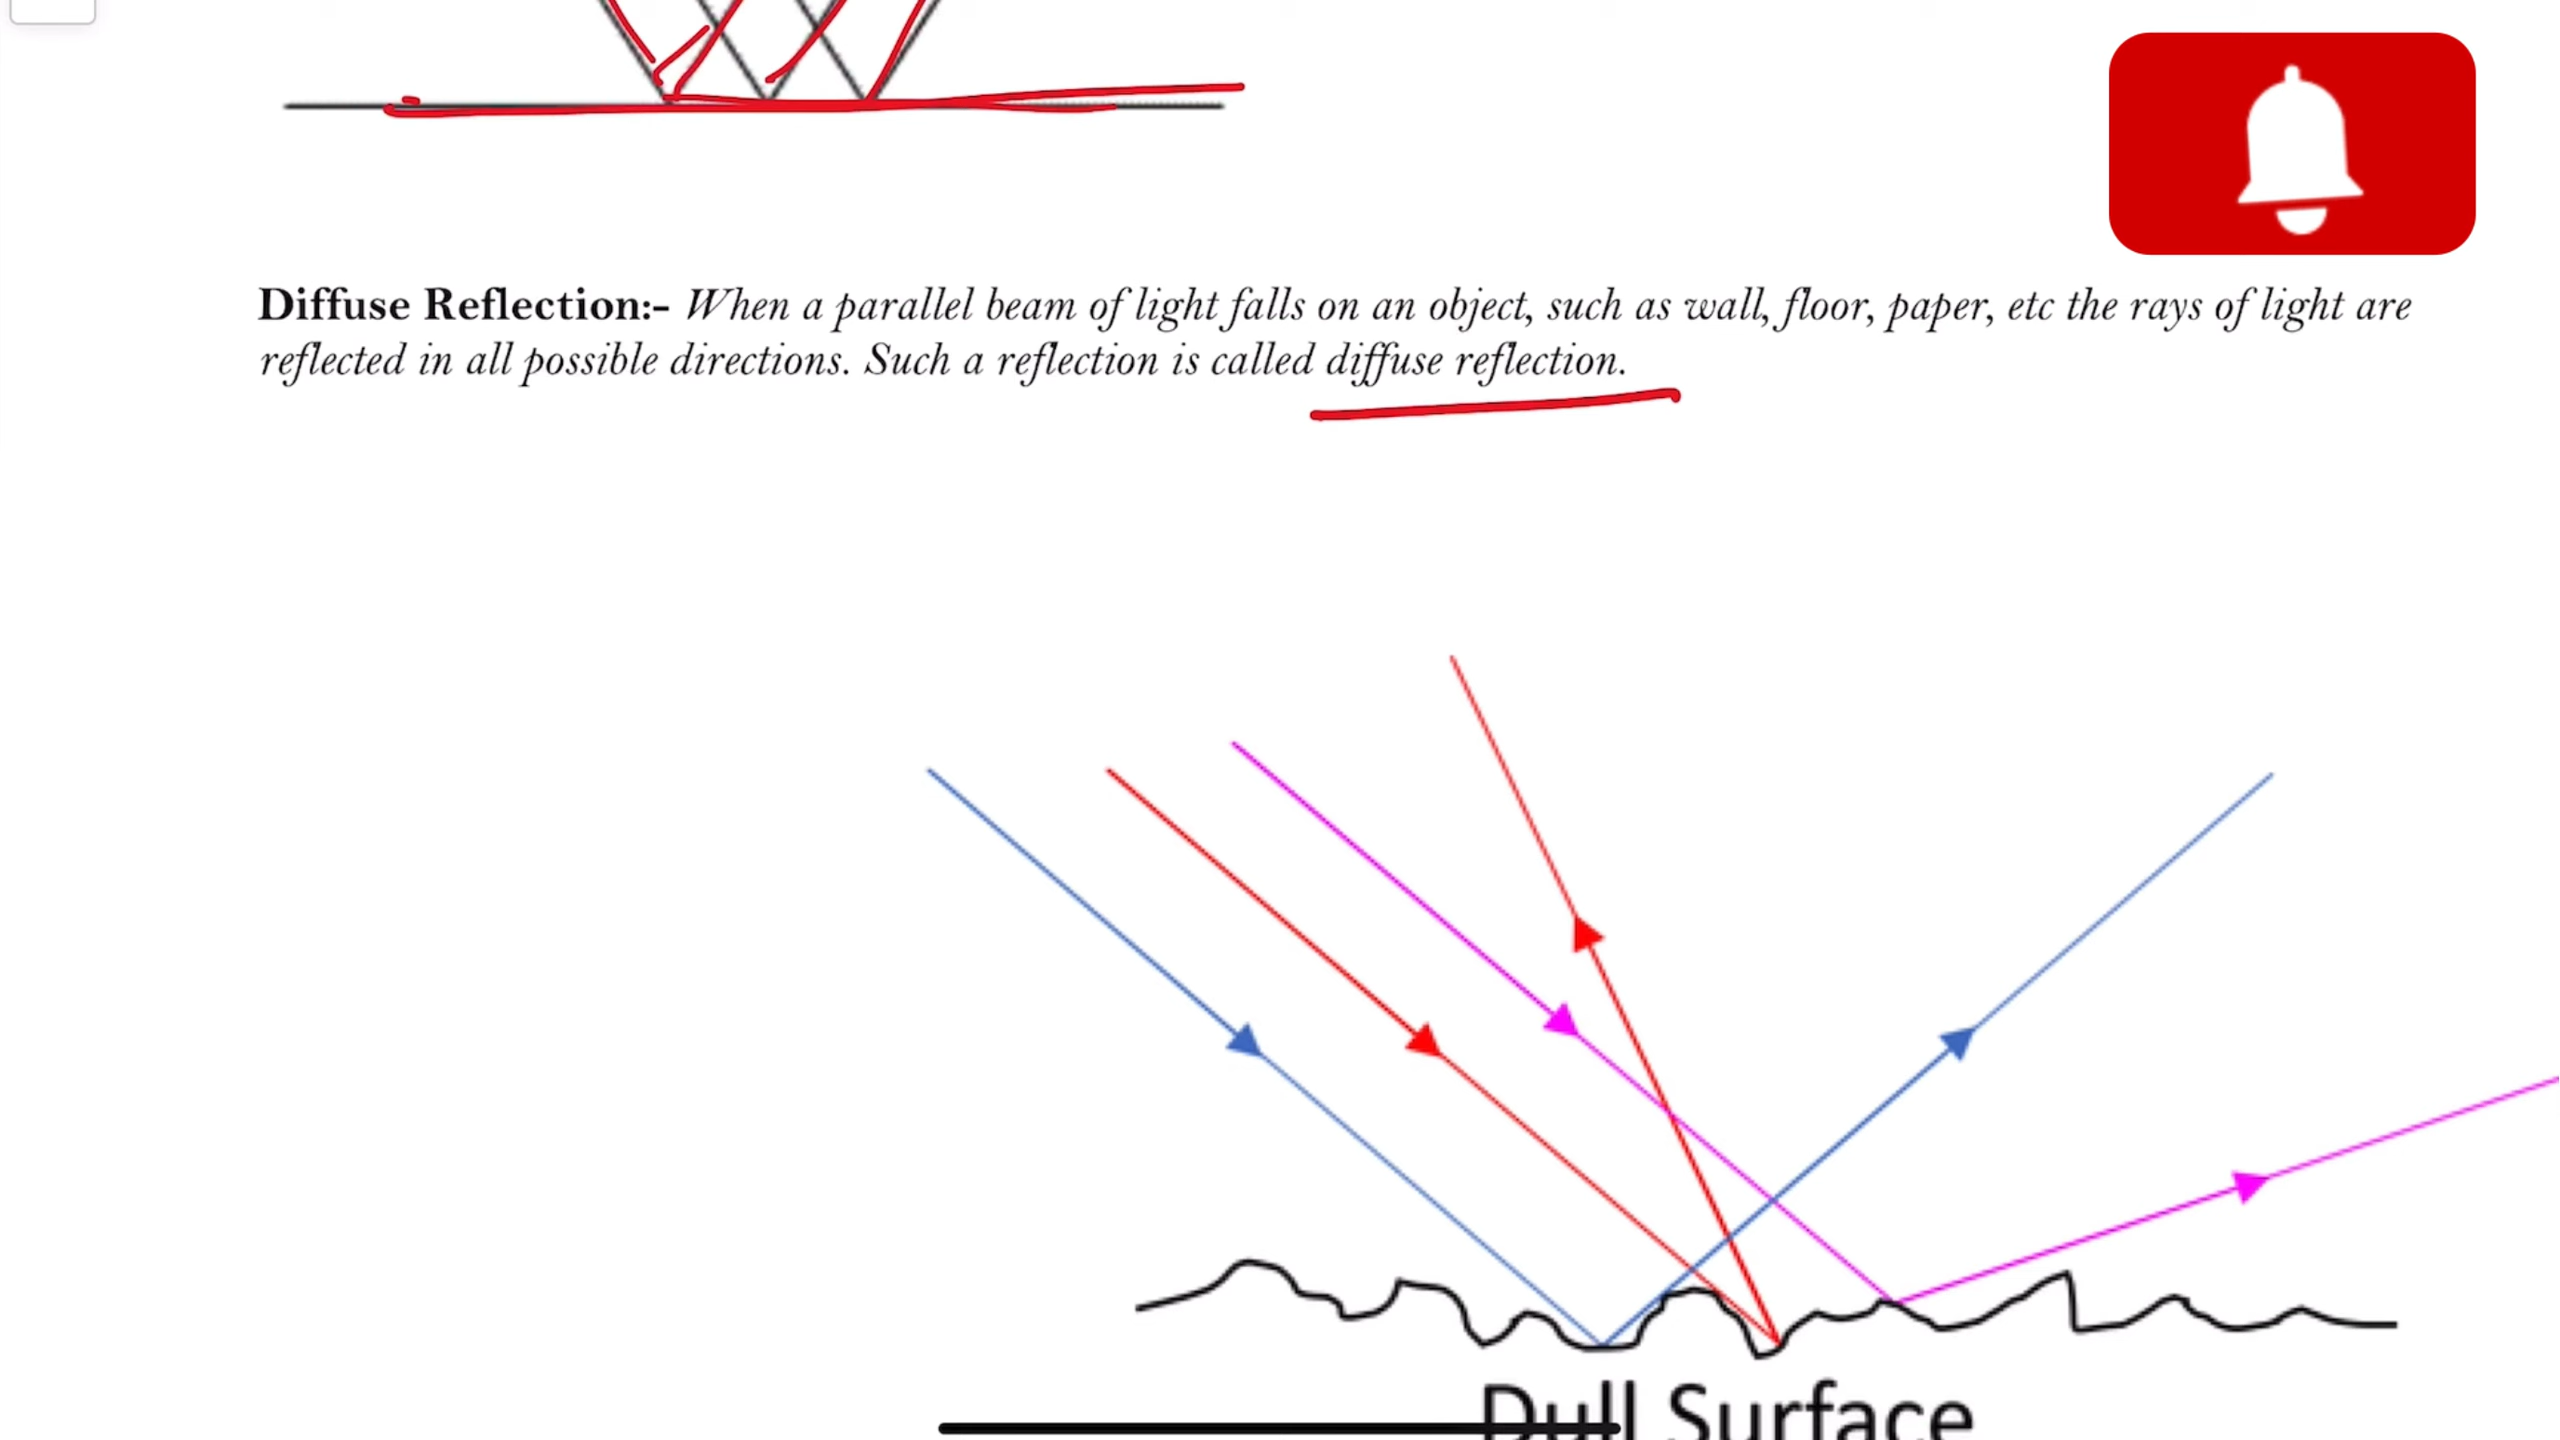 Diffuse Reflection:- When a parallel beam of light falls on an object, such as wall, floor, paper, etc the rays of light are
reflected in all possible directions. Such a reflection is called diffuse reflection.
Dull Surface